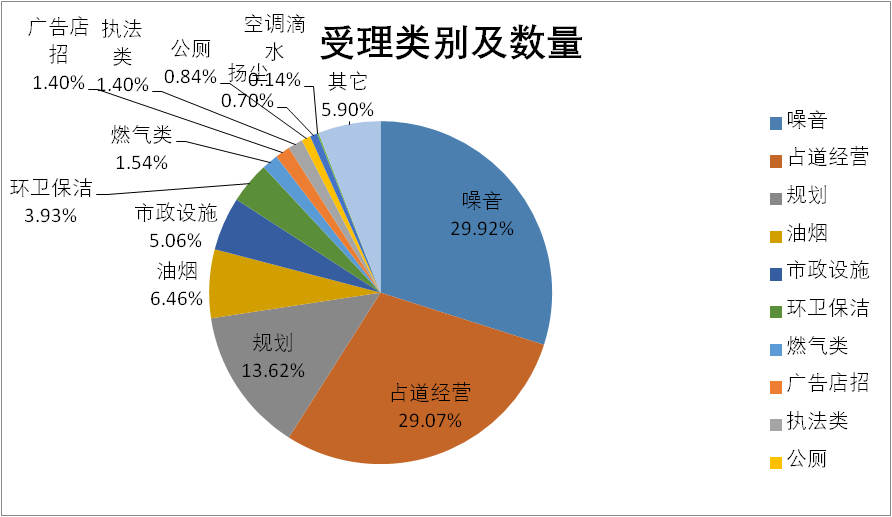 受理类别及数量
广告店
招
1.40%
执法
类
1.40%
公厕
0.84%
扬尘
0.70%
空调滴
水
0.14%
其它
5.90%
燃气类
1.54%
环卫保洁
3.93%
市政设施
5.06%
油烟
6.46%
规划
13.62%
占道经营
29.07%
噪音
29.92%
噪音
占道经营
规划
油烟
市政设施
环卫保洁
燃气类
广告店招
执法类
公厕